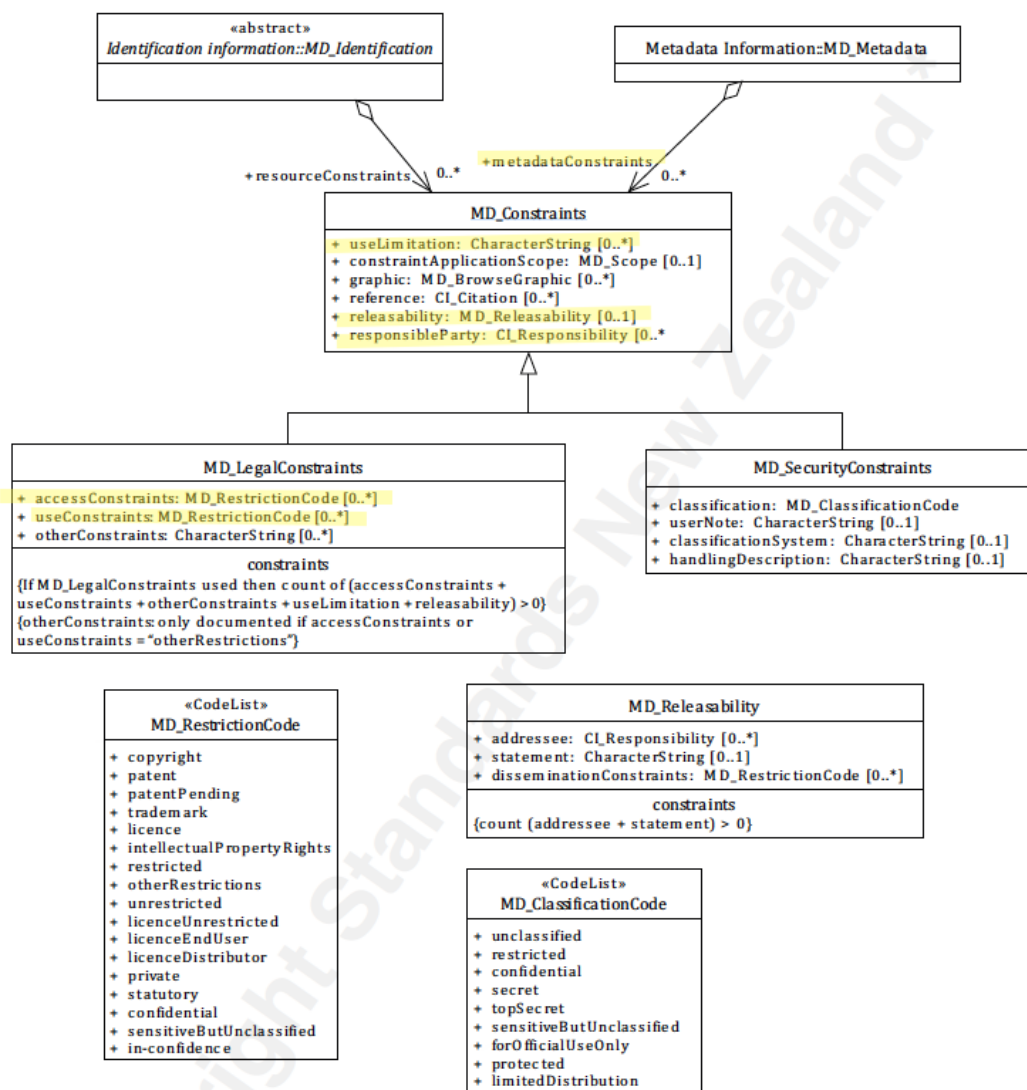 «abstract»
Identification information::MD_Identification
Metadata Information::MD_Metadata
+resourceConstraints
0..*
+metadataConstraints
0..*
MD_Constraints
+ useLimitation: CharacterString [0..*]
+ constraintApplicationScope: MD_Scope [0..1]
+ graphic: MD_BrowseGraphic [0..*]
+ reference: CI_Citation [0..*]
+ releasability: MD_Releasability [0..1]
+ responsibleParty: CI_Responsibility [0..*
MD_LegalConstraints
+ accessConstraints: MD_RestrictionCode [0..*]
+ useConstraints: MD_RestrictionCode [0..*]
+ otherConstraints: CharacterString [0..*]
constraints
{If MD_LegalConstraints used then count of (accessConstraints +
useConstraints + otherConstraints + useLimitation + releasability) > 0}
{otherConstraints: only documented if accessConstraints or
useConstraints = “otherRestrictions”}
MD_SecurityConstraints
+ classification: MD_ClassificationCode
+ userNote: CharacterString [0..1]
+ classificationSystem: CharacterString [0..1]
+ handlingDescription: CharacterString [0..1]
«CodeList»
MD_RestrictionCode
+ copyright
+ patent
+ patentPending
+ trademark
+ licence
+ intellectualPropertyRights
+ restricted
+ otherRestrictions
+ unrestricted
+ licenceUnrestricted
+ licenceEndUser
+ licenceDistributor
+ private
+ statutory
+ confidential
+ sensitiveButUnclassified
+ in-confidence
MD_Releasability
+ addressee: CI_Responsibility [0..*]
+ statement: CharacterString [0..1]
+ disseminationConstraints: MD_RestrictionCode [0..*]
constraints
{count (addressee + statement) > 0}
«CodeList»
MD_ClassificationCode
+ unclassified
+ restricted
+ confidential
+ secret
+ topSecret
+ sensitiveButUnclassified
+ forOfficialUseOnly
+ protected
+ limitedDistribution
right Standards New Zealand *